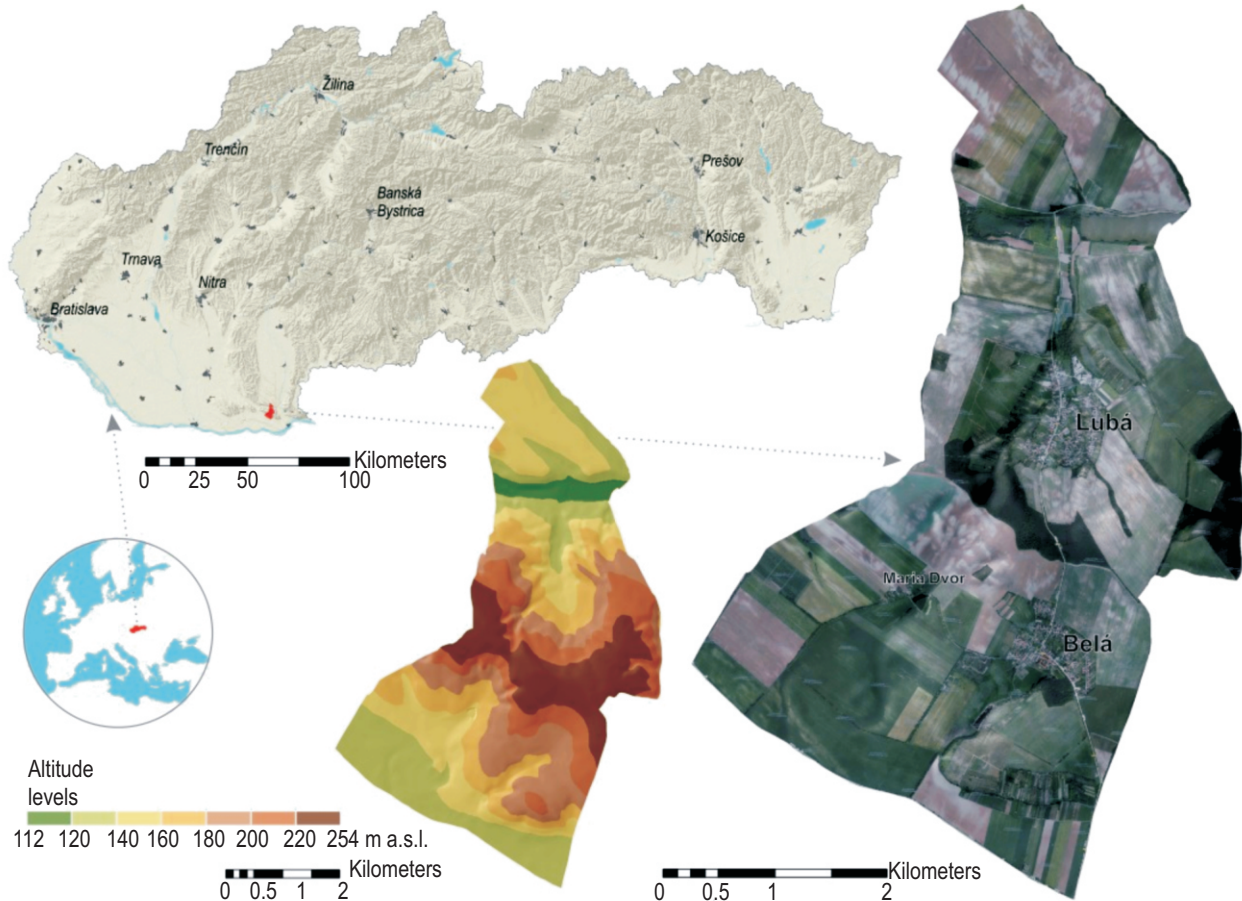 Žilina
Trenčín
Prešov
Banská
Bystrica
Košice
Trnava
Nitra
Bratislava
Kilometers
0 25 50 100
Ľubá
Maria Dvor
Belá
Altitude
levels
112 120 140 160 180 200 220 254 m a.s.l.
Kilometers
0 0.5 1 2
Kilometers
0 0.5 1 2